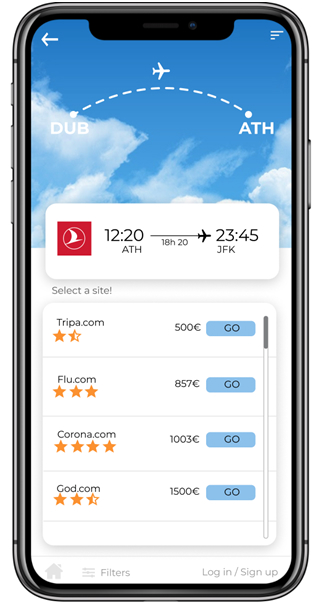 DUB ATH
12:20 18h 20 23:45
ATH JFK
Select a site!
Tripa.com 500€ GO
Flu.com 857€ GO
Corona.com 1003€ GO
God.com 1500€ GO
Filters Log in / Sign up